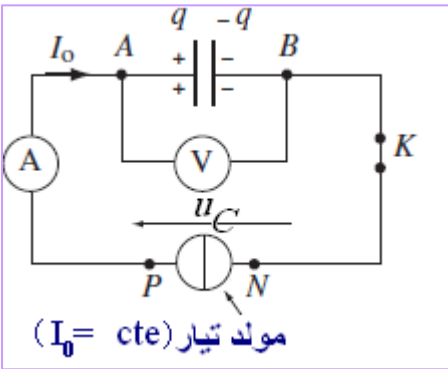 q -q
I₀ A B
+ −
+ −
A V K
u_C
P N
مولد تيار (I₀= cte)